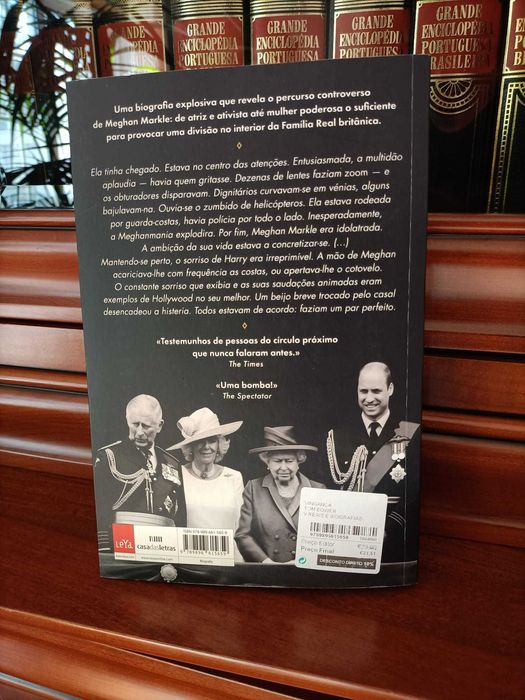 GRANDE
ENCICLOPÉDIA
PORTUGUESA
GRANDE
ENCICLOPÉDIA
PORTUGUESA
GRANDE
ENCICLOPÉDIA
PORTUGUESA
GRANDE
ENCICLOPÉDIA
PORTUGUESA
BRASILEIRA
Uma biografia explosiva que revela o percurso controverso
de Meghan Markle: de atriz e ativista até mulher poderosa o suficiente
para provocar uma divisão no interior da Família Real britânica.
Ela tinha chegado. Estava no centro das atenções. Entusiasmada, a multidão
aplaudia — havia quem gritasse. Dezenas de lentes faziam zoom — e
os obturadores disparavam. Dignitários curvavam-se em vénias, alguns
bajulavam-na. Ouvia-se o zumbido de helicópteros. Ela estava rodeada
por guarda-costas, havia polícia por todo o lado. Inesperadamente,
a Meghanmania explodira. Por fim, Meghan Markle era idolatrada.
A ambição da sua vida estava a concretizar-se. (...)
Mantendo-se perto, o sorriso de Harry era irreprimível. A mão de Meghan
acariciava-lhe com frequência as costas, ou apertava-lhe o cotovelo.
O constante sorriso que exibia e as suas saudações animadas eram
exemplos de Hollywood no seu melhor. Um beijo breve trocado pelo casal
desencadeou a histeria. Todos estavam de acordo: faziam um par perfeito.
«Testemunhos de pessoas do círculo próximo
que nunca falaram antes.»
The Times
«Uma bomba!»
The Spectator
LEYA
casadasletras
VINGANÇA
TOM BOWER
9789896615658
Preço Editor
Preço Final
DESCONTO DIRETO 10%